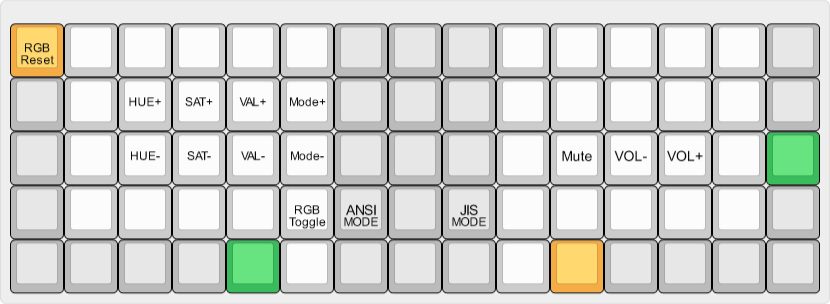 RGB
Reset
HUE+
SAT+
VAL+
Mode+
HUE-
SAT-
VAL-
Mode-
Mute
VOL-
VOL+
RGB
Toggle
ANSI
MODE
JIS
MODE